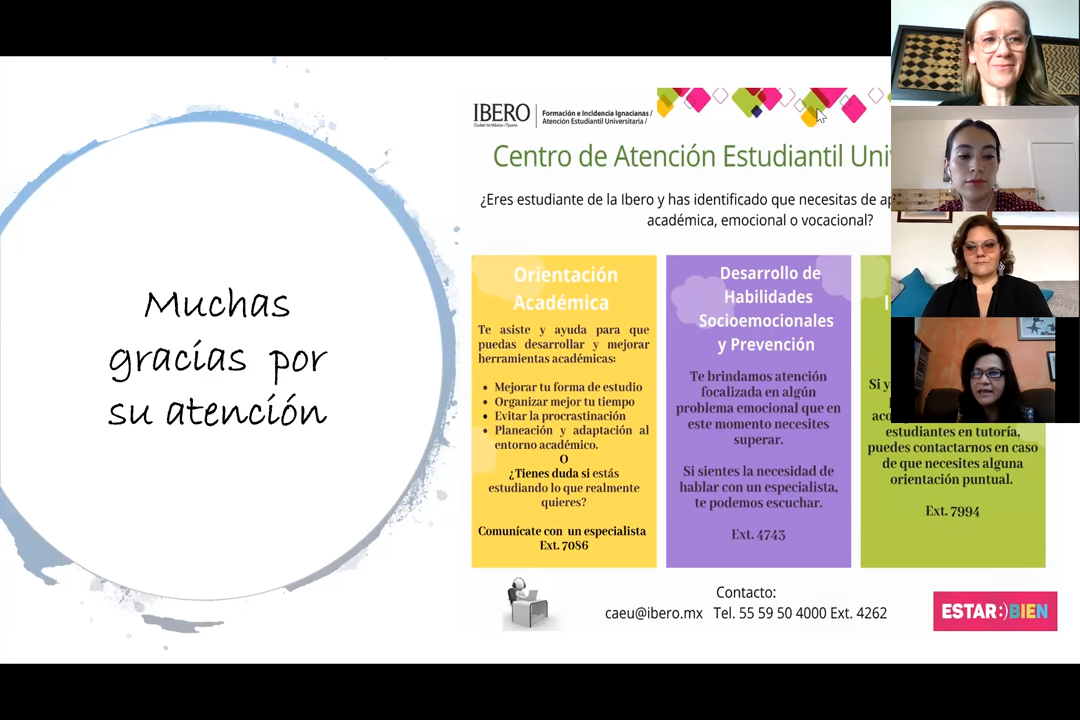 Muchas
gracias por
su atención
IBERO
Ciudad de México • Tijuana
Formación e Incidencia Ignacianas /
Atención Estudiantil Universitaria /
Centro de Atención Estudiantil
¿Eres estudiante de la Ibero y has identificado que necesitas de
académica, emocional o vocacional?
Orientación
Académica
Te asiste y ayuda para que
puedas desarrollar y mejorar
herramientas académicas:
• Mejorar tu forma de estudio
• Organizar mejor tu tiempo
• Evitar la procrastinación
• Planeación y adaptación al
entorno académico.
O
¿Tienes duda si estás
estudiando lo que realmente
quieres?
Comunícate con un especialista
Ext. 7086
Desarrollo de
Habilidades
Socioemocionales
y Prevención
Te brindamos atención
focalizada en algún
problema emocional que en
este momento necesites
superar.
Si sientes la necesidad de
hablar con un especialista,
te podemos escuchar.
Ext. 4743
Si
estudiantes en tutoría,
puedes contactarnos en caso
de que necesites alguna
orientación puntual.
Ext. 7994
Contacto:
caeu@ibero.mx Tel. 55 59 50 4000 Ext. 4262
ESTAR:)BIEN